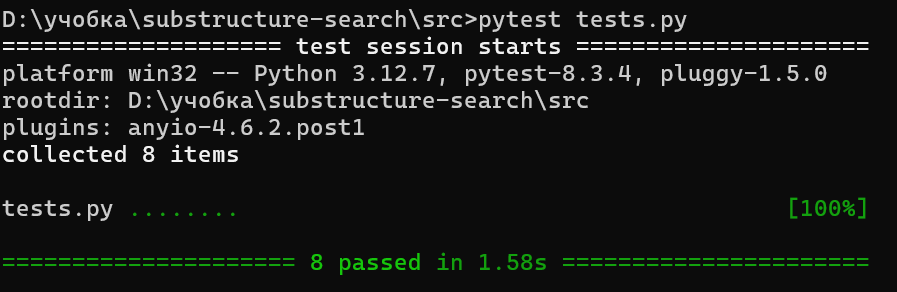 D:\учобка\substructure-search\src>pytest tests.py
===================== test session starts ======================
platform win32 -- Python 3.12.7, pytest-8.3.4, pluggy-1.5.0
rootdir: D:\учобка\substructure-search\src
plugins: anyio-4.6.2.post1
collected 8 items
tests.py ........ [100%]
====================== 8 passed in 1.58s =======================